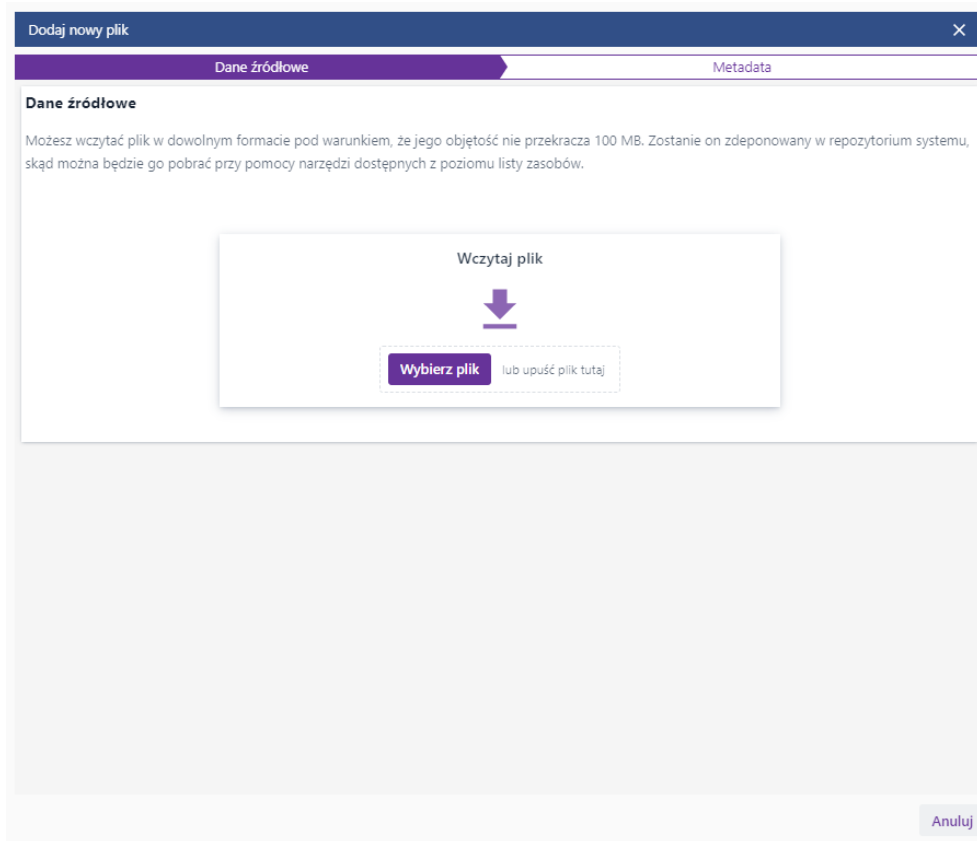 Dodaj nowy plik
Dane źródłowe
Metadata
Dane źródłowe
Możesz wczytać plik w dowolnym formacie pod warunkiem, że jego objętość nie przekracza 100 MB. Zostanie on zdeponowany w repozytorium systemu,
skąd można będzie go pobrać przy pomocy narzędzi dostępnych z poziomu listy zasobów.
Wczytaj plik
Wybierz plik lub upuść plik tutaj
Anuluj